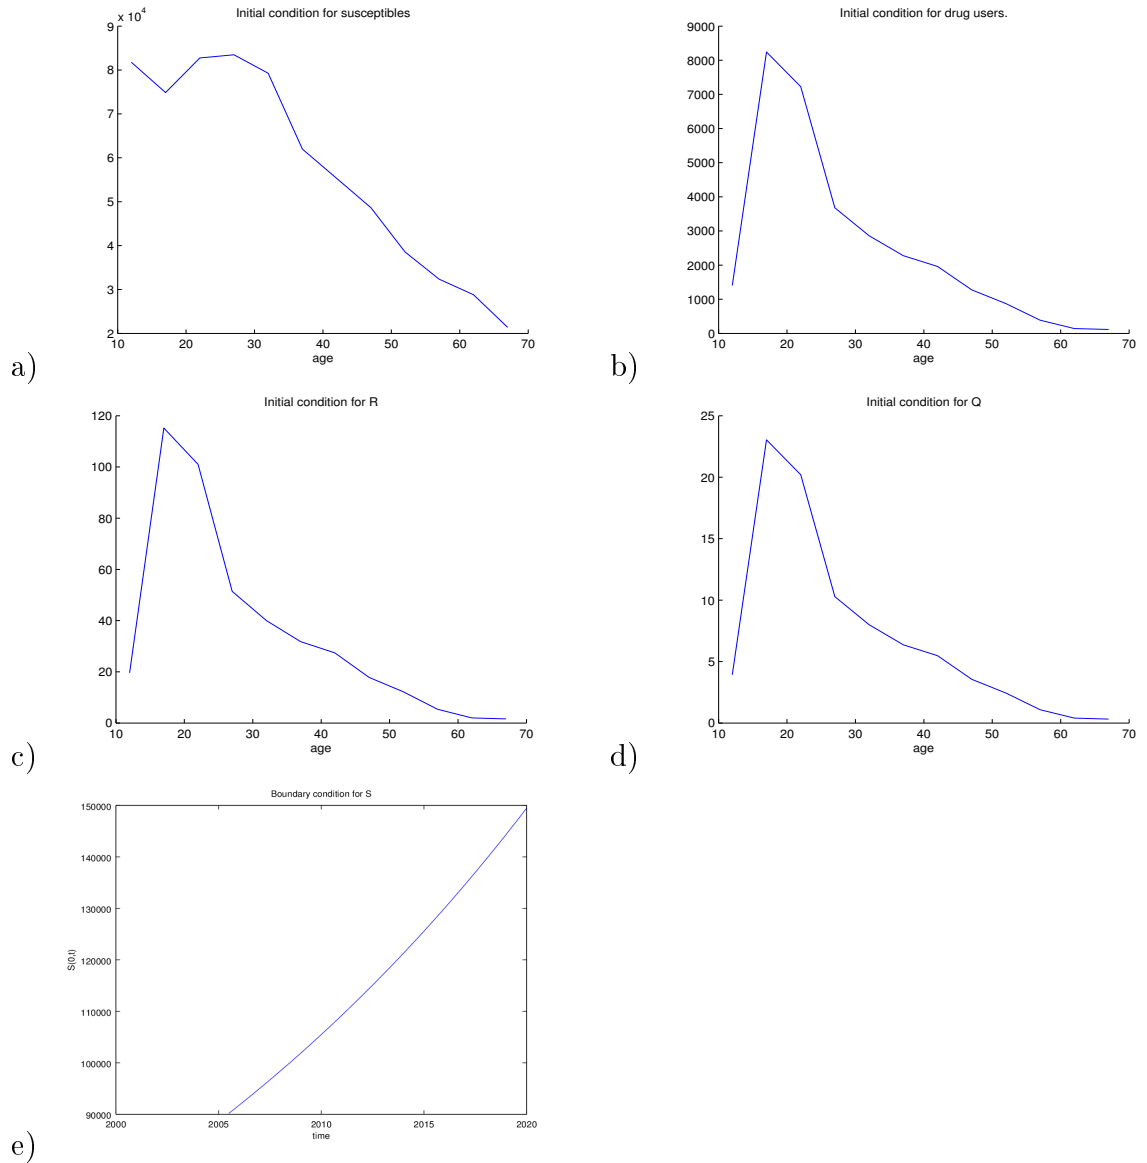 Initial condition for susceptibles
x 10^4
9
8
7
6
5
4
3
2
10 20 30 40 50 60 70
age
a)
Initial condition for drug users.
9000
8000
7000
6000
5000
4000
3000
2000
1000
0
10 20 30 40 50 60 70
age
b)
Initial condition for R
120
100
80
60
40
20
0
10 20 30 40 50 60 70
age
c)
Initial condition for Q
25
20
15
10
5
0
10 20 30 40 50 60 70
age
d)
Boundary condition for S
150000
140000
130000
120000
110000
100000
90000
S(0,t)
2000 2005 2010 2015 2020
time
e)